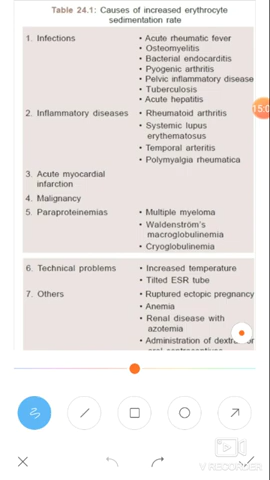 Table 24.1: Causes of increased erythrocyte
sedimentation rate
1. Infections
• Acute rheumatic fever
• Osteomyelitis
• Bacterial endocarditis
• Pyogenic arthritis
• Pelvic inflammatory disease
• Tuberculosis
• Acute hepatitis
2. Inflammatory diseases
• Rheumatoid arthritis
• Systemic lupus
erythematosus
• Temporal arteritis
• Polymyalgia rheumatica
3. Acute myocardial
infarction
4. Malignancy
5. Paraproteinemias
• Multiple myeloma
• Waldenström's
macroglobulinemia
• Cryoglobulinemia
6. Technical problems
• Increased temperature
• Tilted ESR tube
7. Others
• Ruptured ectopic pregnancy
• Anemia
• Renal disease with
azotemia
• Administration of
15:0
V RECORDER